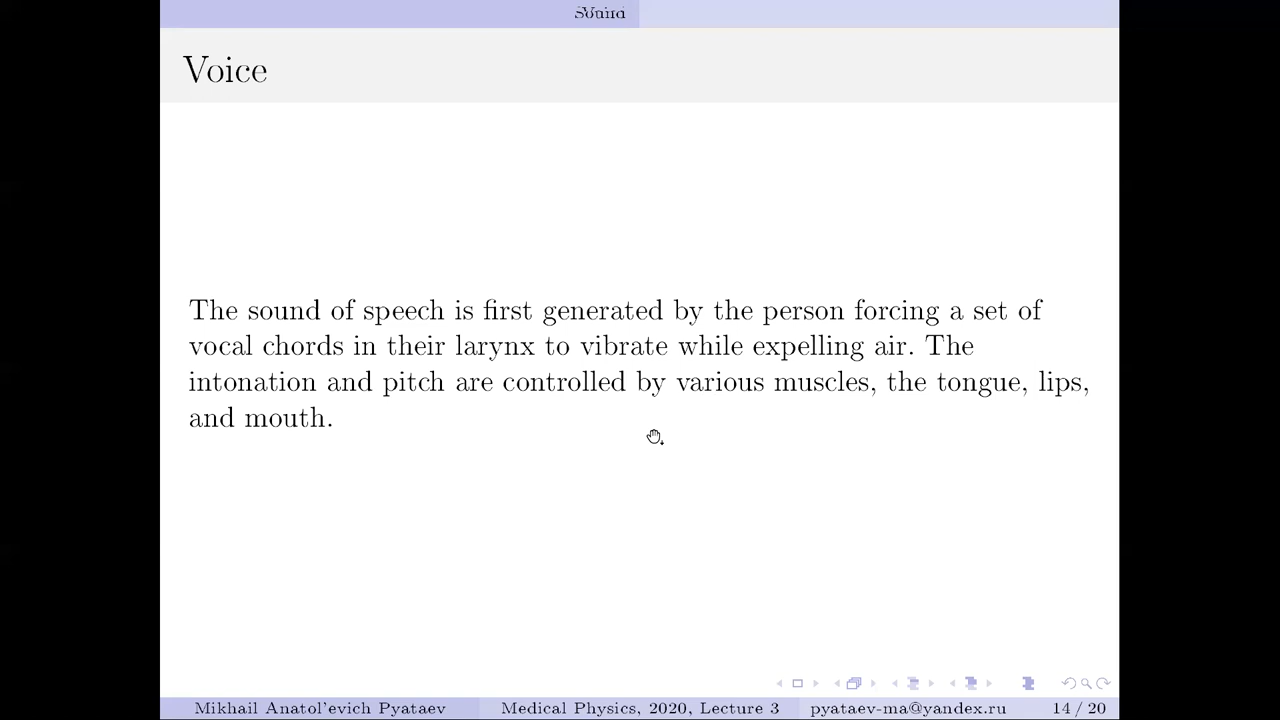 Sound
Voice
The sound of speech is first generated by the person forcing a set of
vocal chords in their larynx to vibrate while expelling air. The
intonation and pitch are controlled by various muscles, the tongue, lips,
and mouth.
Mikhail Anatol'evich Pyataev Medical Physics, 2020, Lecture 3 pyataev-ma@yandex.ru 14 / 20